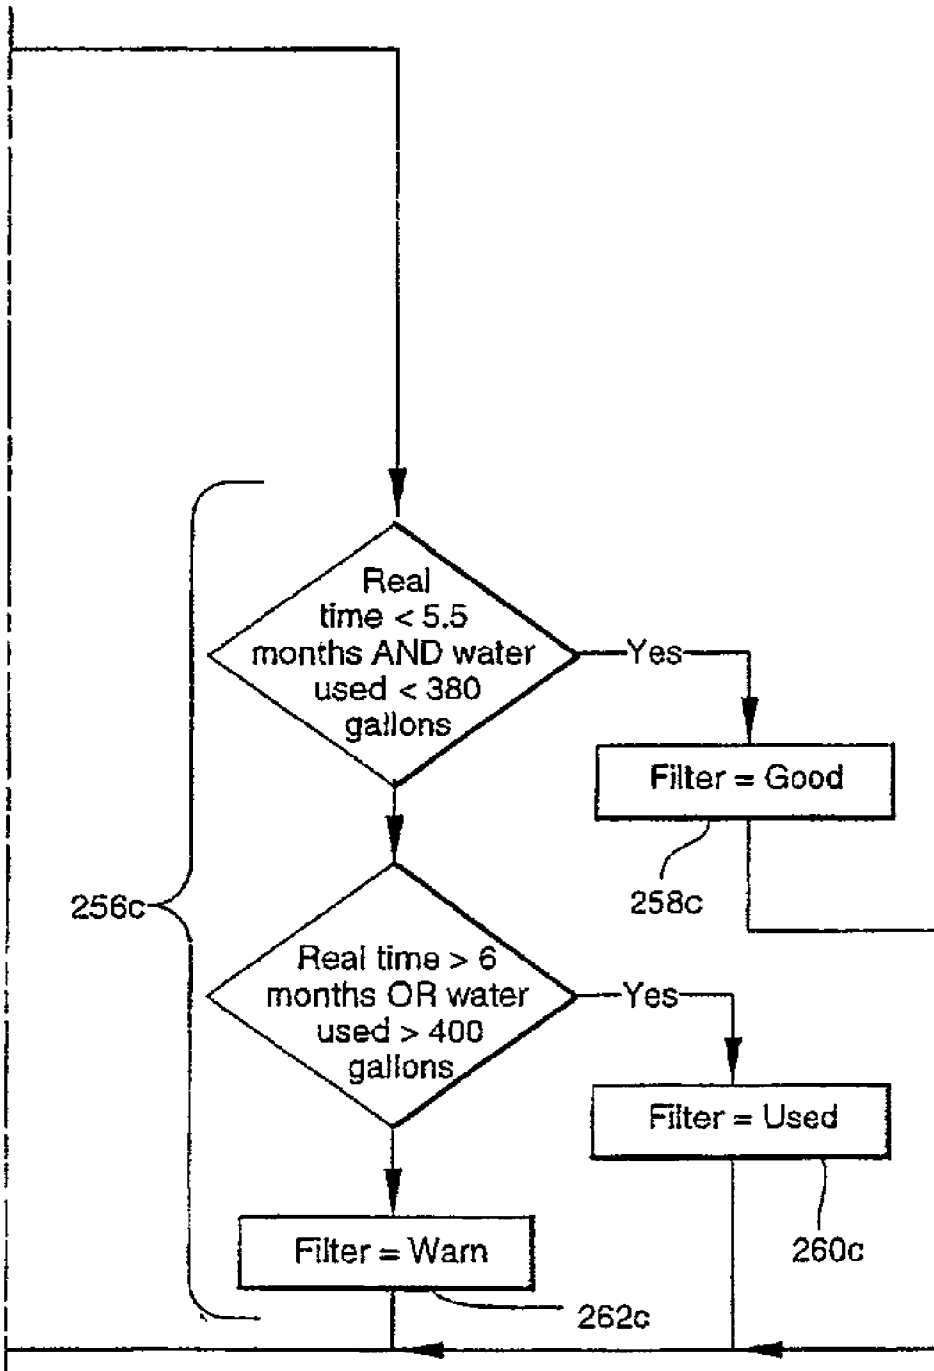 Real
time < 5.5
months AND water
used < 380
gallons
Yes
Filter = Good
258c
256c
Real time > 6
months OR water
used > 400
gallons
Yes
Filter = Used
260c
Filter = Warn
262c